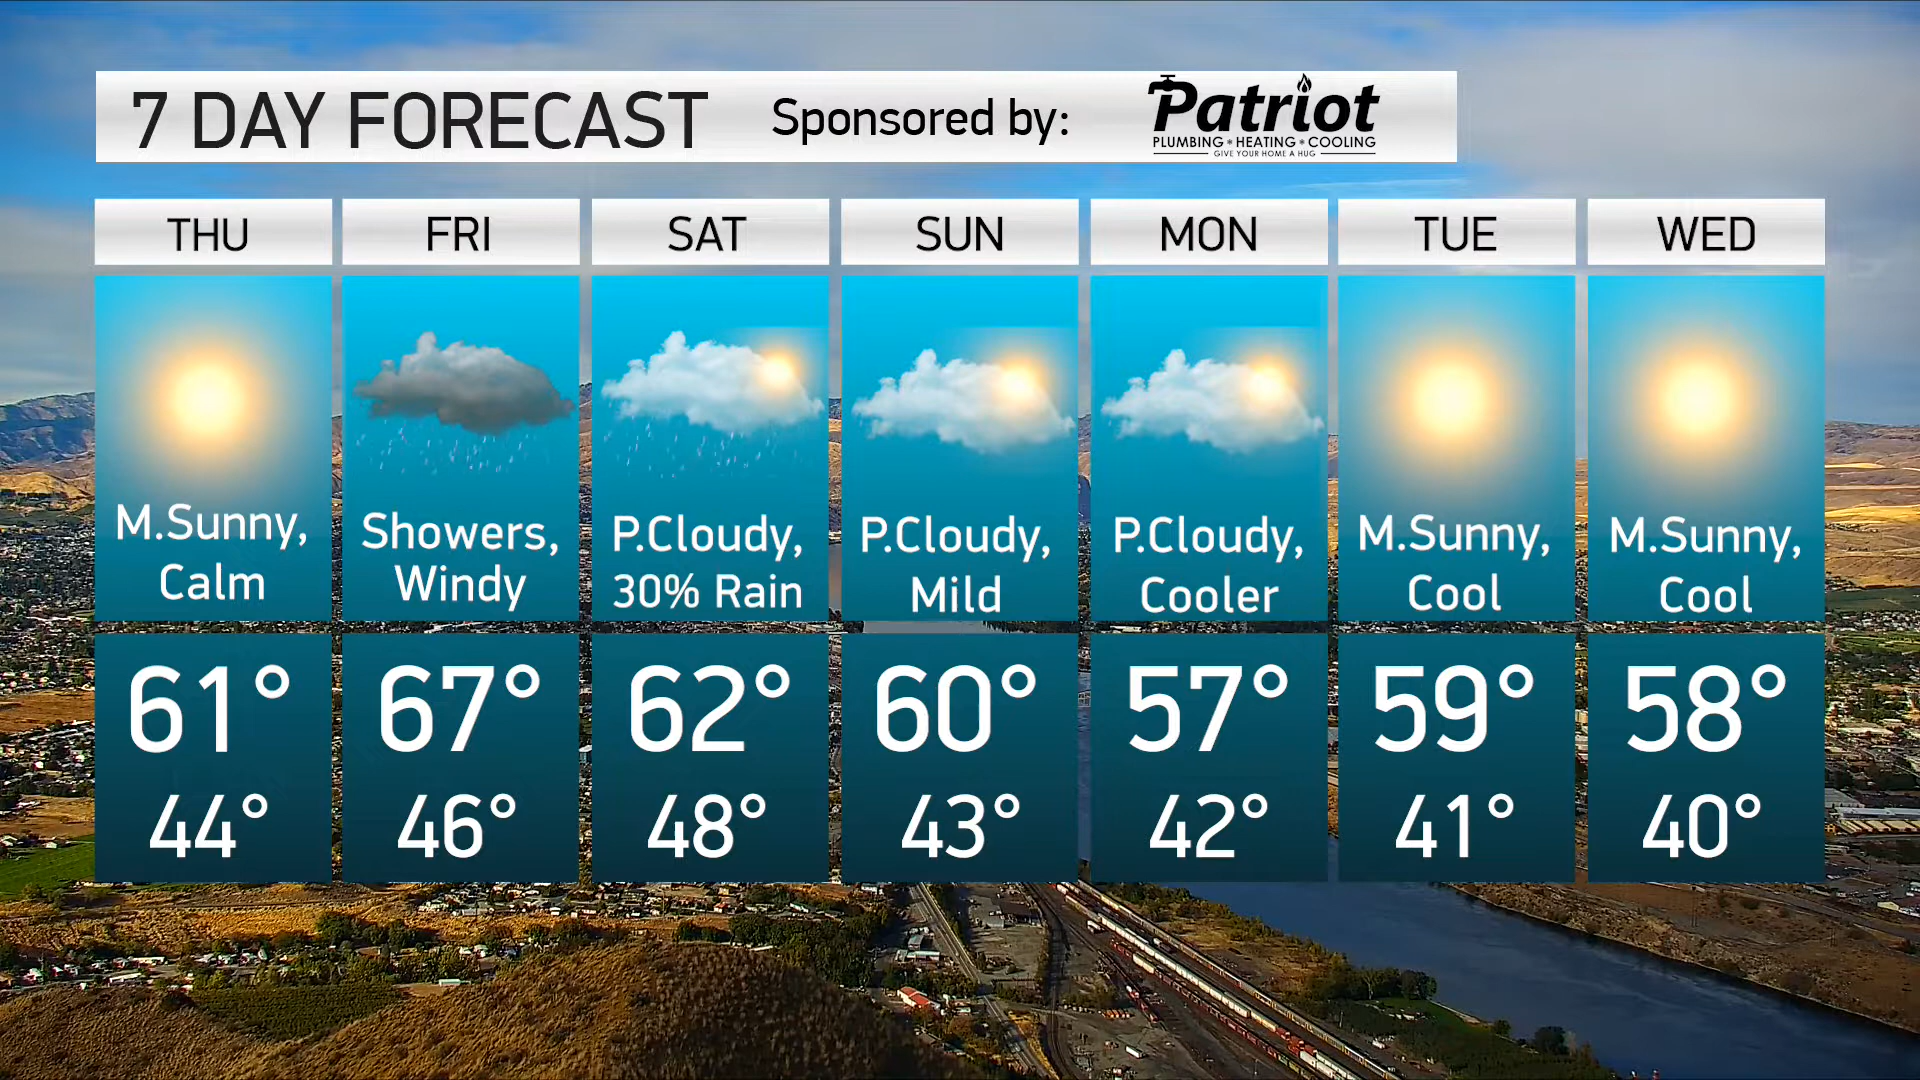 7 DAY FORECAST Sponsored by: Patriot
PLUMBING * HEATING * COOLING
GIVE YOUR HOME A HUG
THU FRI SAT SUN MON TUE WED
M.Sunny, Showers, P.Cloudy, P.Cloudy, P.Cloudy, M.Sunny, M.Sunny,
Calm Windy 30% Rain Mild Cooler Cool Cool
61° 67° 62° 60° 57° 59° 58°
44° 46° 48° 43° 42° 41° 40°